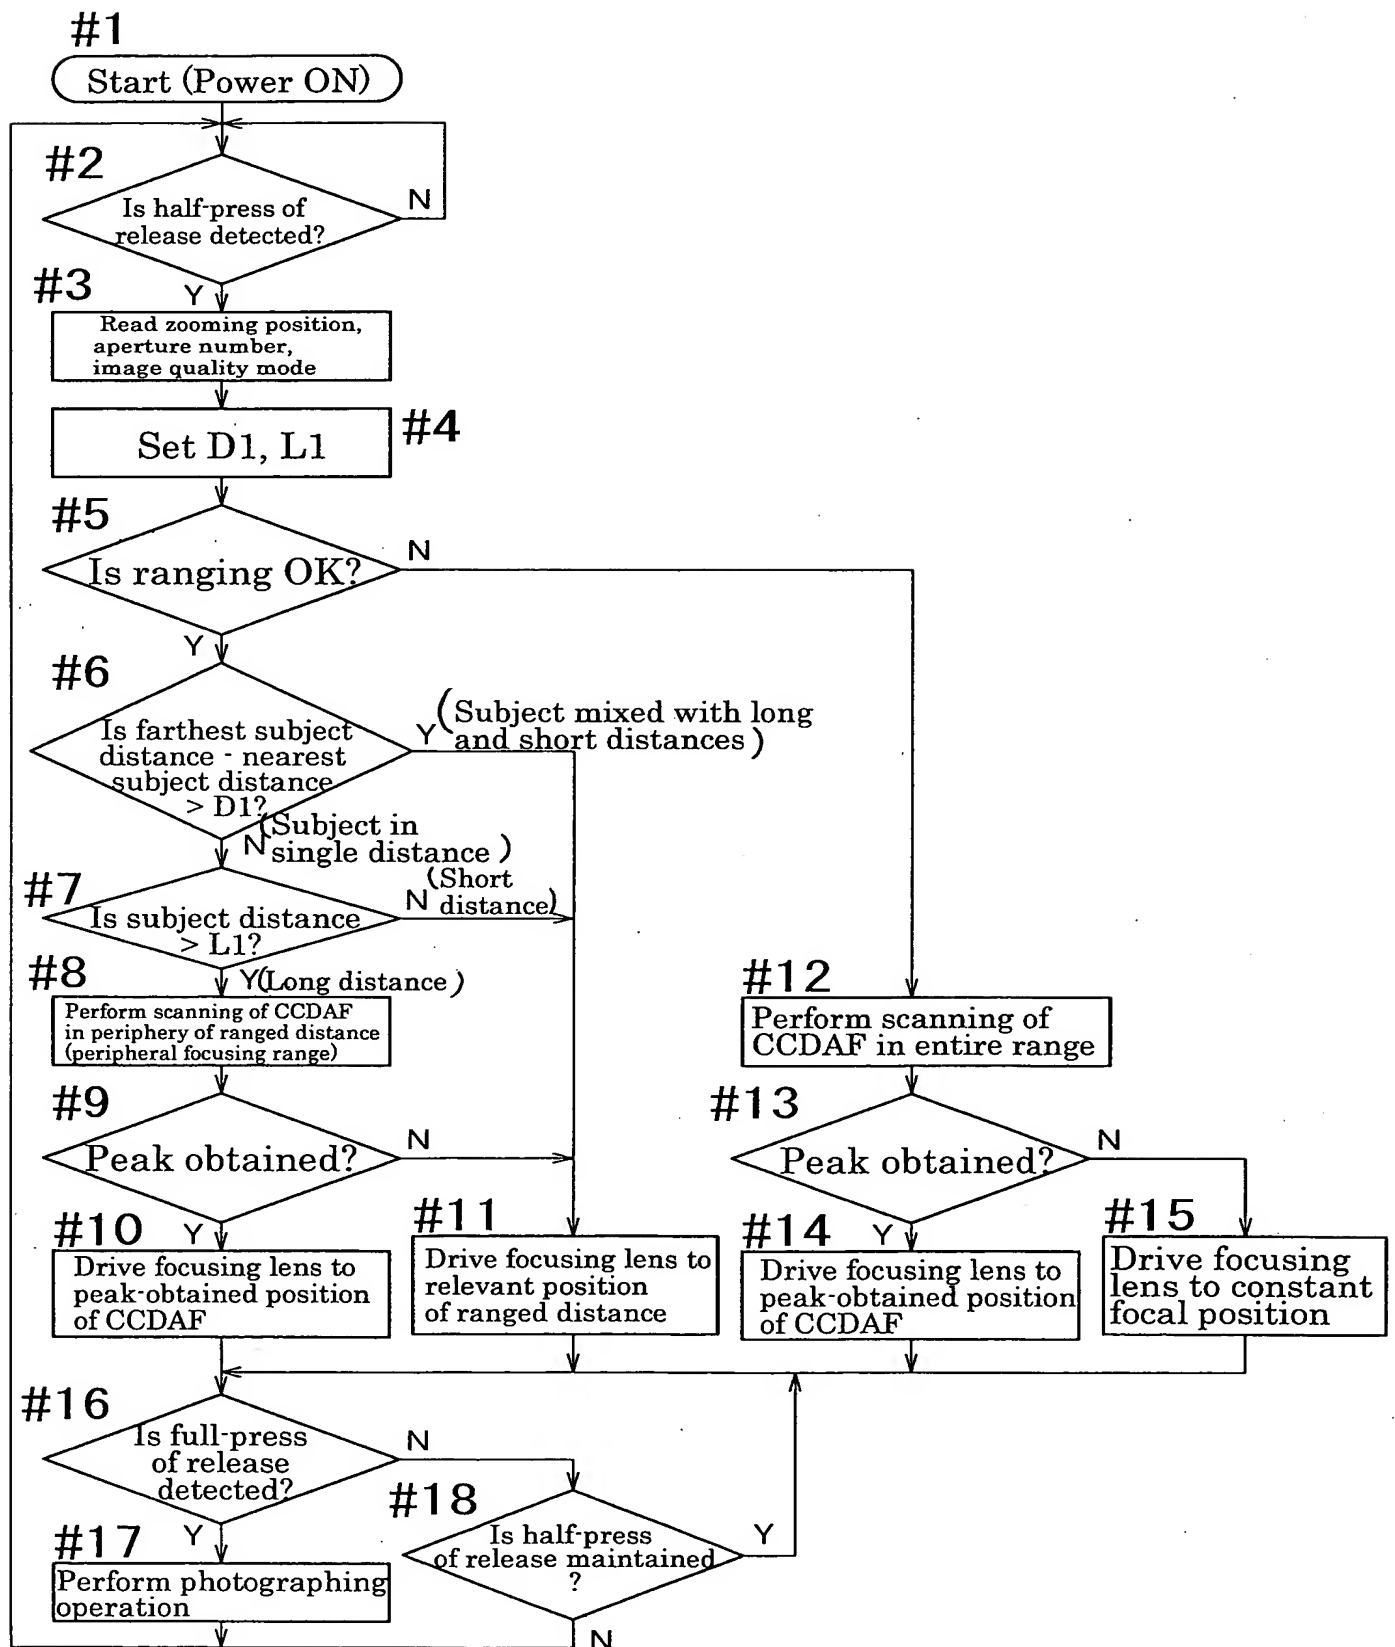 #1
Start (Power ON)
#2
Is half-press of
release detected?
N
#3
Y
Read zooming position,
aperture number,
image quality mode
Set D1, L1
#4
#5
Is ranging OK?
N
Y
#6
Is farthest subject
distance - nearest
subject distance
> D1?
Y
(Subject mixed with long
and short distances)
N
(Subject in
single distance)
#7
Is subject distance
> L1?
N
(Short
distance)
#8
Y(Long distance)
Perform scanning of CCDAF
in periphery of ranged distance
(peripheral focusing range)
#12
Perform scanning of
CCDAF in entire range
#9
Peak obtained?
N
#13
Peak obtained?
N
#10
Y
Drive focusing lens to
peak-obtained position
of CCDAF
#11
Drive focusing lens to
relevant position
of ranged distance
#14
Y
Drive focusing lens to
peak-obtained position
of CCDAF
#15
Drive focusing
lens to constant
focal position
#16
Is full-press
of release
detected?
N
#18
Is half-press
of release maintained
?
Y
#17
Y
Perform photographing
operation
N